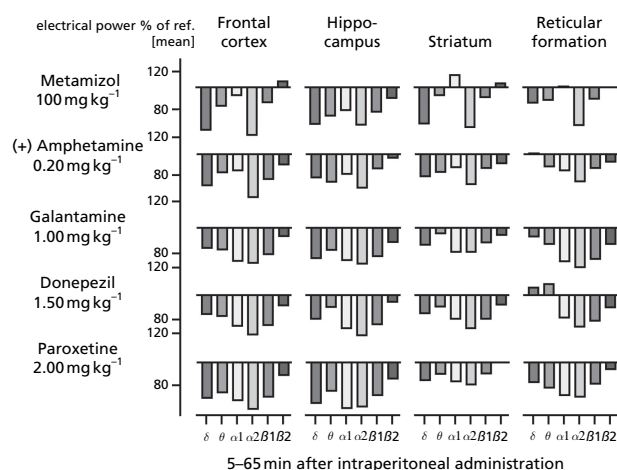 electrical power % of ref.
[mean]
Frontal
cortex
Hippo-
campus
Striatum
Reticular
formation
Metamizol
100 mg kg⁻¹
120
80
120
(+) Amphetamine
0.20 mg kg⁻¹
80
120
Galantamine
1.00 mg kg⁻¹
80
120
Donepezil
1.50 mg kg⁻¹
80
120
Paroxetine
2.00 mg kg⁻¹
80
δ θ α1 α2 β1 β2 δ θ α1 α2 β1 β2 δ θ α1 α2 β1 β2 δ θ α1 α2 β1 β2
5–65 min after intraperitoneal administration